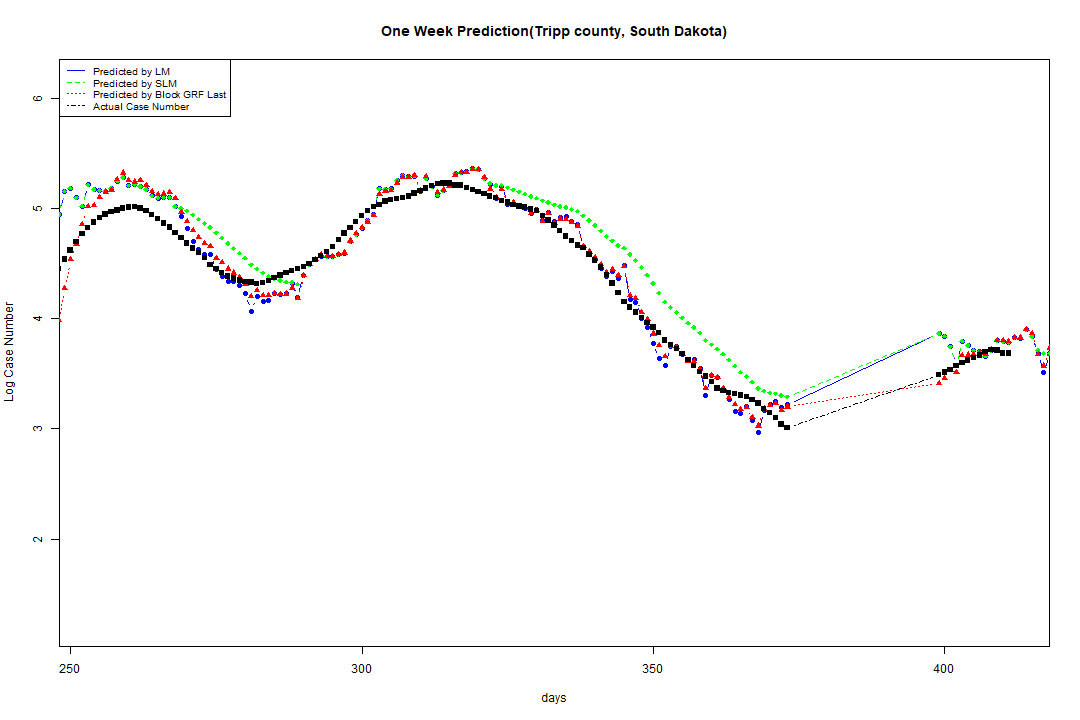 One Week Prediction(Tripp county, South Dakota)
Predicted by LM
Predicted by SLM
Predicted by Block GRF Last
Actual Case Number
6
5
4
3
2
Log Case Number
250 300 350 400
days